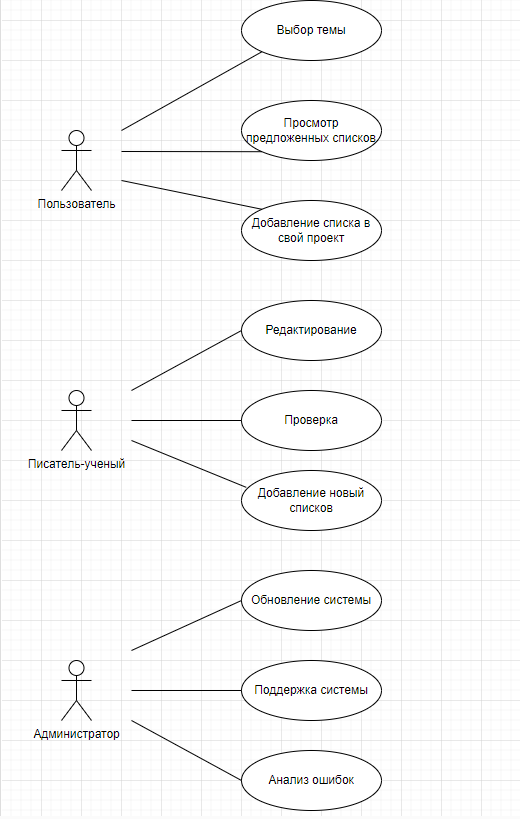 Выбор темы
Просмотр
предложенных списков
Пользователь
Добавление списка в
свой проект
Редактирование
Проверка
Писатель-ученый
Добавление новый
списков
Обновление системы
Поддержка системы
Администратор
Анализ ошибок